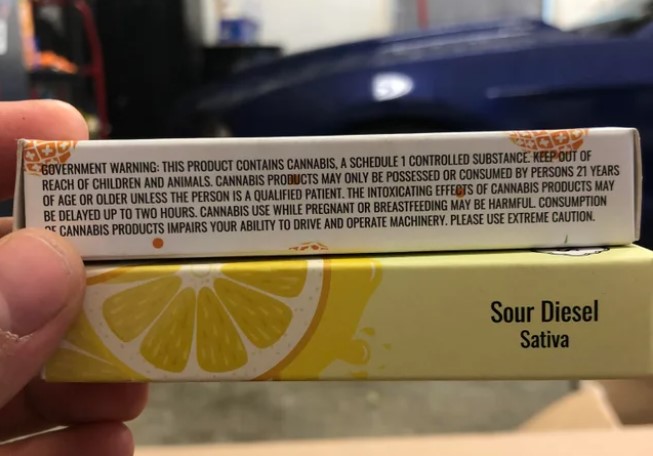 GOVERNMENT WARNING: THIS PRODUCT CONTAINS CANNABIS, A SCHEDULE 1 CONTROLLED SUBSTANCE. KEEP OUT OF
REACH OF CHILDREN AND ANIMALS. CANNABIS PRODUCTS MAY ONLY BE POSSESSED OR CONSUMED BY PERSONS 21 YEARS
OF AGE OR OLDER UNLESS THE PERSON IS A QUALIFIED PATIENT. THE INTOXICATING EFFECTS OF CANNABIS PRODUCTS MAY
BE DELAYED UP TO TWO HOURS. CANNABIS USE WHILE PREGNANT OR BREASTFEEDING MAY BE HARMFUL. CONSUMPTION
OF CANNABIS PRODUCTS IMPAIRS YOUR ABILITY TO DRIVE AND OPERATE MACHINERY. PLEASE USE EXTREME CAUTION.
Sour Diesel
Sativa